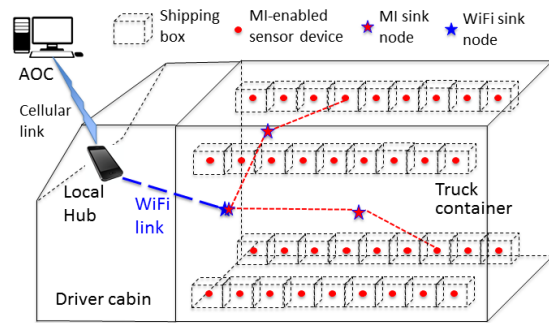 Shipping
box
MI-enabled
sensor device
MI sink
node
WiFi sink
node
AOC
Cellular
link
Local
Hub
WiFi
link
Truck
container
Driver cabin